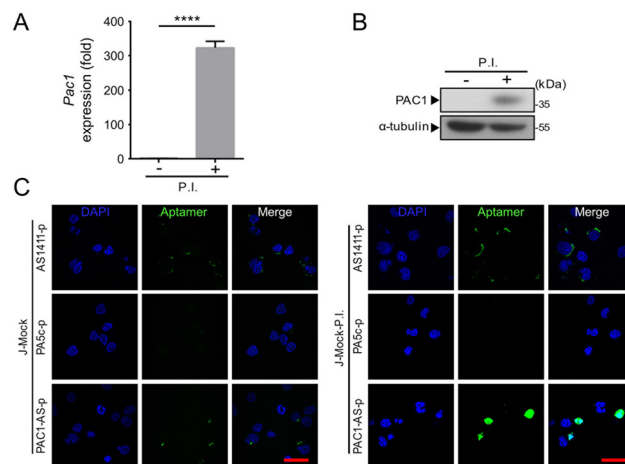 A
****
Pac1
expression (fold)
400
300
200
100
0
- +
P.I.
B
P.I.
- + (kDa)
PAC1 -35
α-tubulin -55
C
DAPI Aptamer Merge
J-Mock
AS1411-p
PA5c-p
PAC1-AS-p
DAPI Aptamer Merge
J-Mock-P.I.
AS1411-p
PA5c-p
PAC1-AS-p